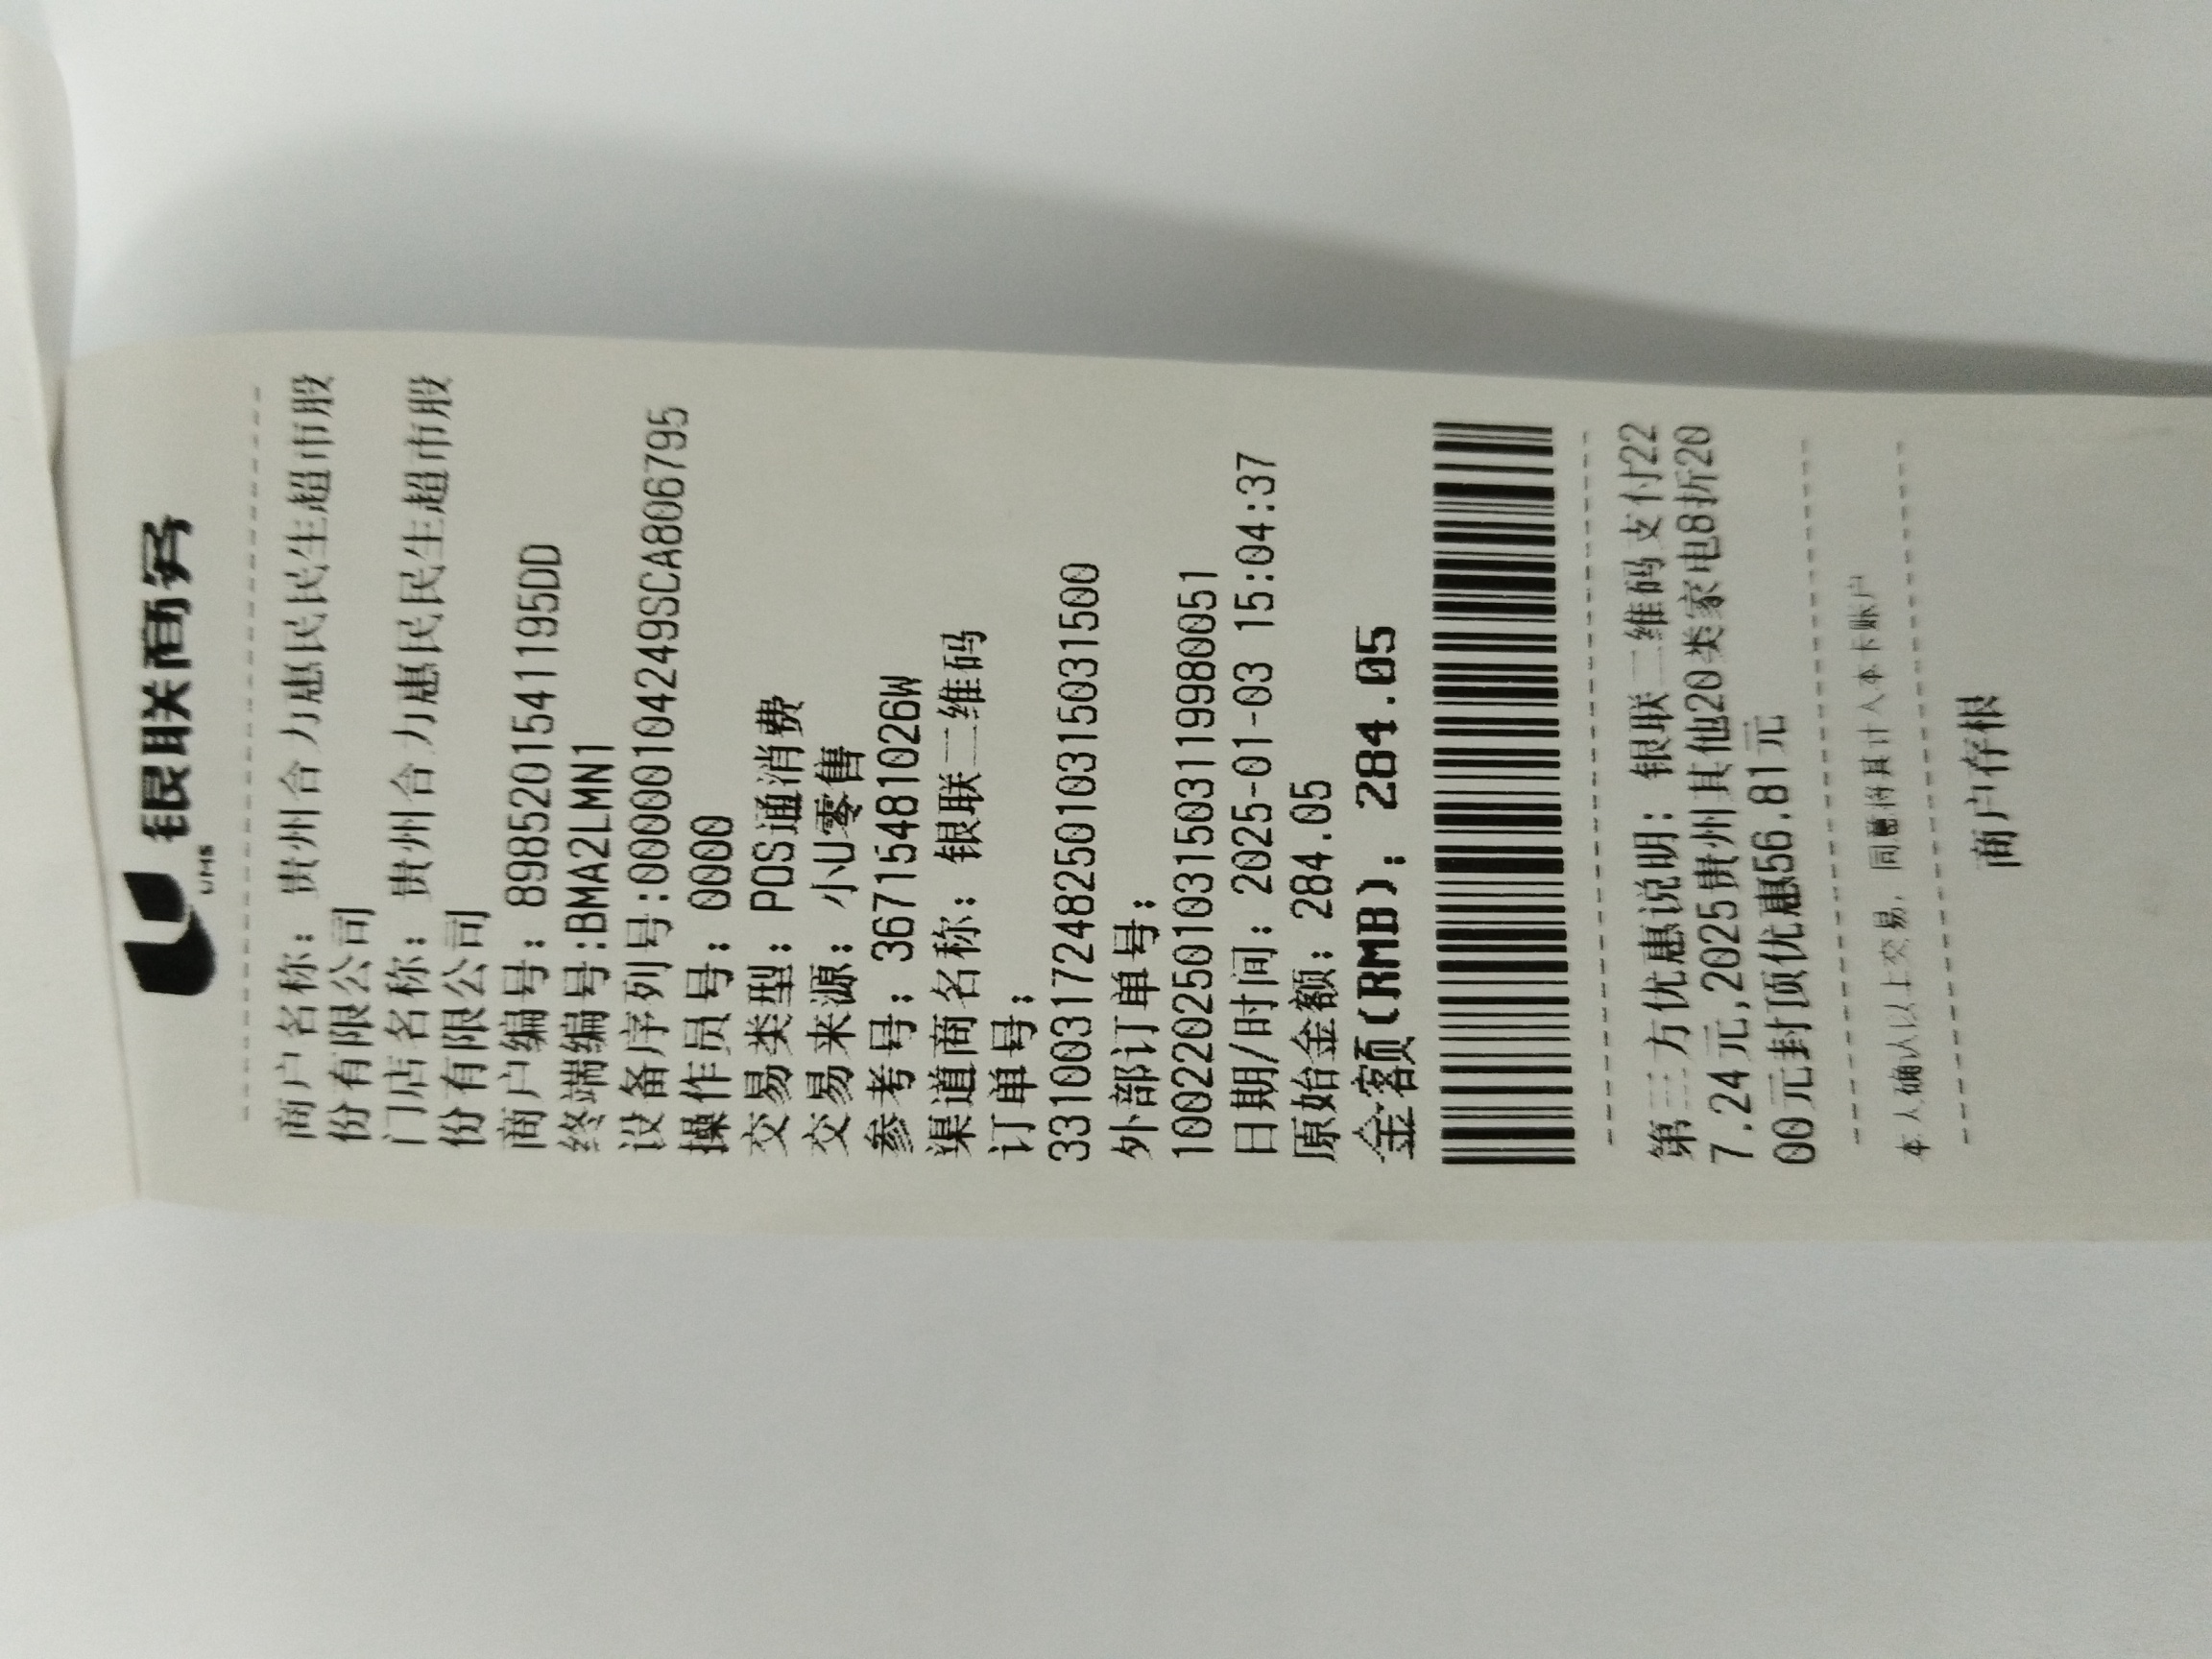 银联商务
UMS
商户名称：贵州合力惠民民生超市股
份有限公司
门店名称：贵州合力惠民民生超市股
份有限公司
商户编号：89852015411195DD
终端编号:BMA2LMN1
设备序列号:00000104249SCA806795
操作员号：0000
交易类型：POS通消费
交易来源：小U零售
参考号：36715481026W
渠道商名称：银联二维码
订单号：
33100317248250103150315031500
外部订单号：
10022025010315031199800051
日期/时间：2025-01-03 15:04:37
原始金额：284.05
金额(RMB)：284.05
第三方优惠说明：银联二维码支付22
7.24元,2025贵州其他20类家电8折20
00元封顶优惠56.81元
本人确认以上交易，同意将其计入本卡账户
商户存根